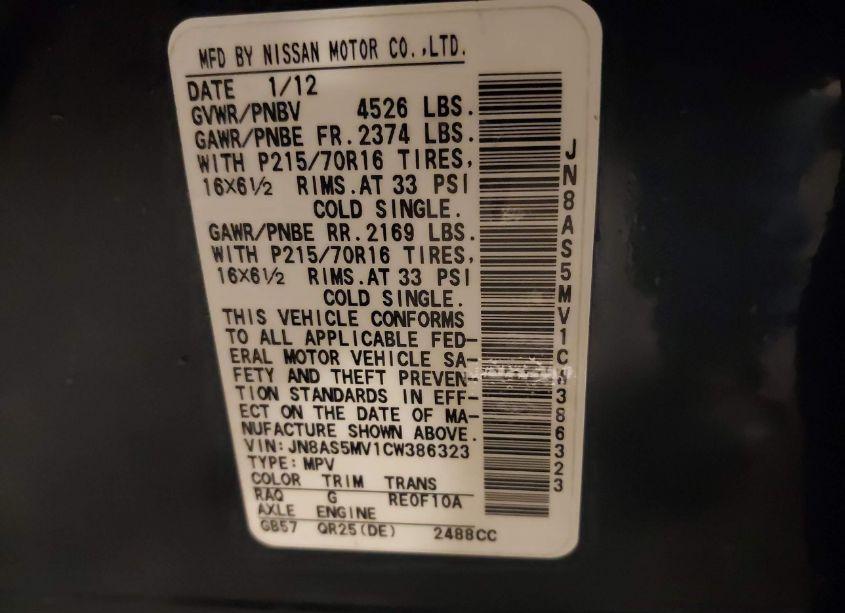 MFD BY NISSAN MOTOR CO.,LTD.
DATE 1/12
GVWR/PNBV 4526 LBS.
GAWR/PNBE FR.2374 LBS.
WITH P215/70R16 TIRES,
16X6½ RIMS.AT 33 PSI
COLD SINGLE.
GAWR/PNBE RR.2169 LBS.
WITH P215/70R16 TIRES,
16X6½ RIMS.AT 33 PSI
COLD SINGLE.
THIS VEHICLE CONFORMS
TO ALL APPLICABLE FED-
ERAL MOTOR VEHICLE SA-
FETY AND THEFT PREVEN-
TION STANDARDS IN EFF-
ECT ON THE DATE OF MA-
NUFACTURE SHOWN ABOVE.
VIN:JN8AS5MV1CW386323
TYPE:MPV
COLOR TRIM TRANS
RAQ G RE0F10A
AXLE ENGINE
GB57 QR25(DE) 2488CC
JN8AS5MV1CW386323